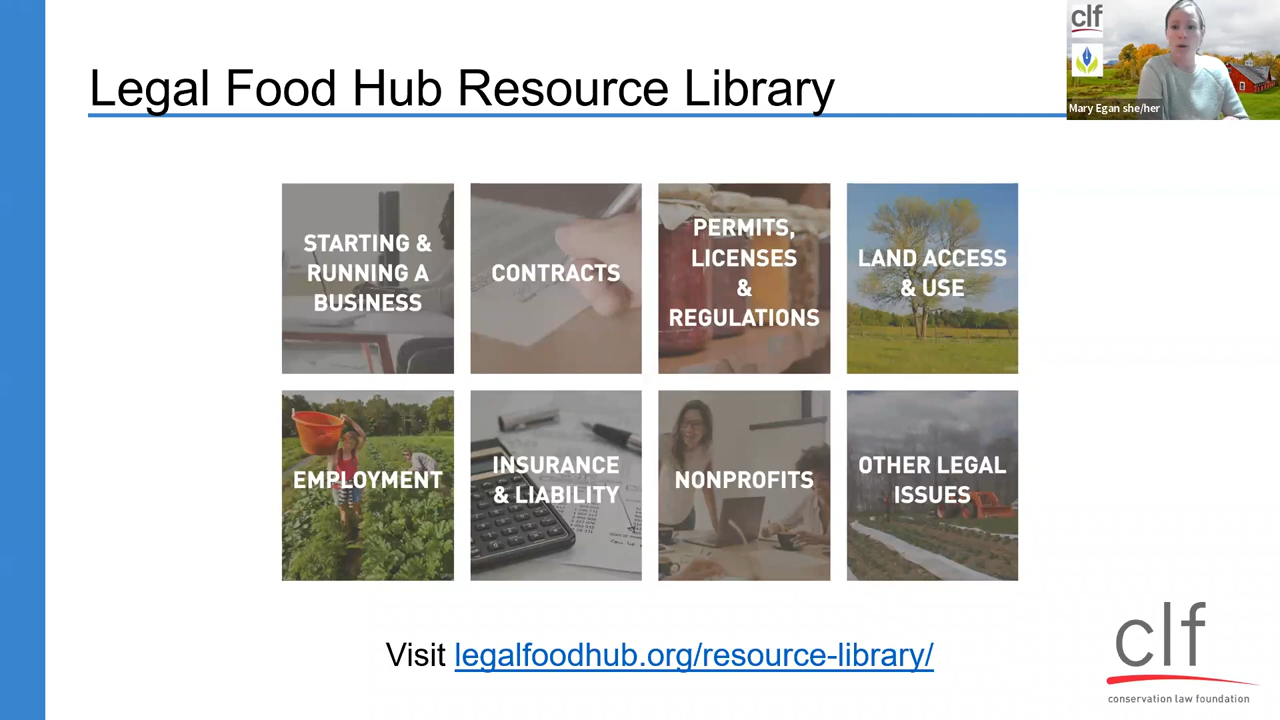 Legal Food Hub Resource Library
clf
Mary Egan she/her
STARTING &
RUNNING A
BUSINESS
CONTRACTS
PERMITS,
LICENSES
&
REGULATIONS
LAND ACCESS
& USE
EMPLOYMENT
INSURANCE
& LIABILITY
NONPROFITS
OTHER LEGAL
ISSUES
Visit legalfoodhub.org/resource-library/
clf
conservation law foundation